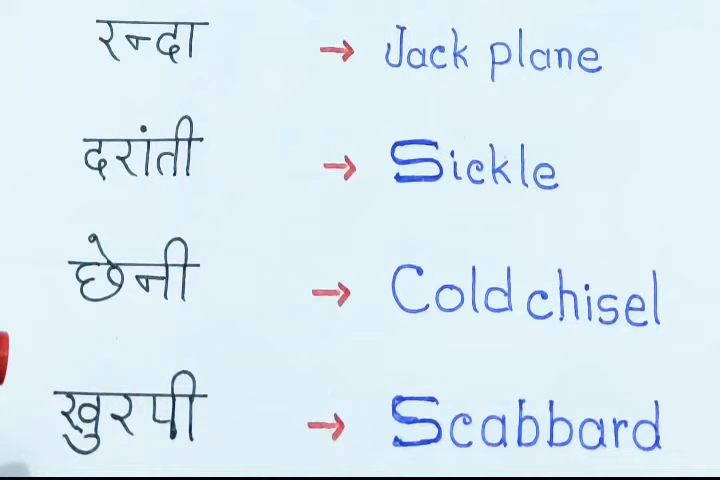 रन्दा → Jack plane
दरांती → Sickle
छेनी → Cold chisel
खुरपी → Scabbard